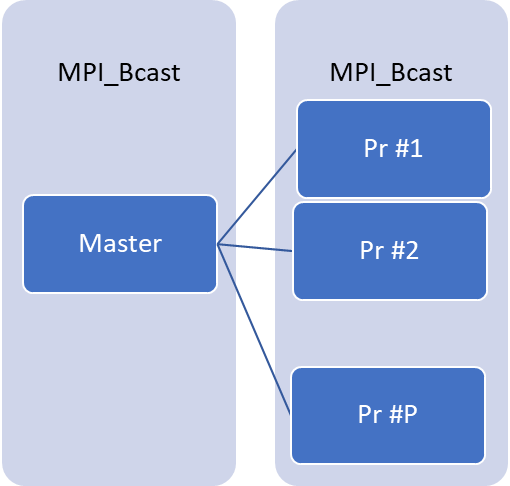 MPI_Bcast
MPI_Bcast
Master
Pr #1
Pr #2
Pr #P